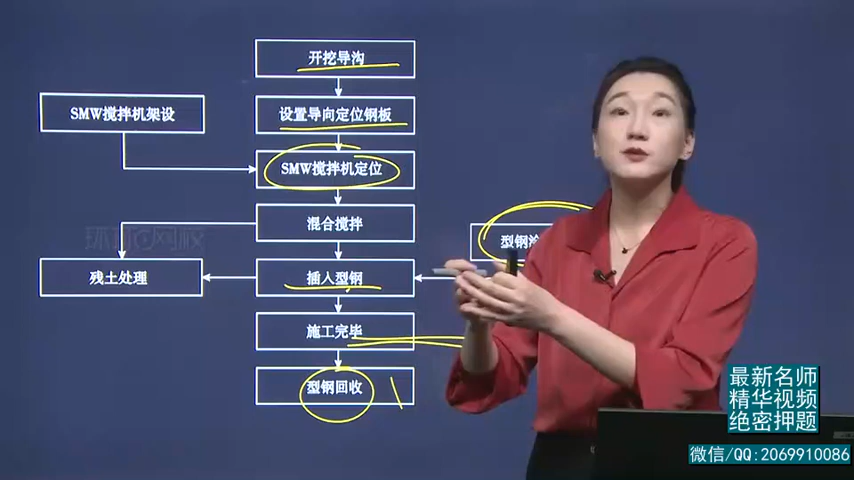 开挖导沟
SMW搅拌机架设
设置导向定位钢板
SMW搅拌机定位
混合搅拌
型钢涂
残土处理
插入型钢
施工完毕
型钢回收
最新名师
精华视频
绝密押题
微信/QQ:2069910086